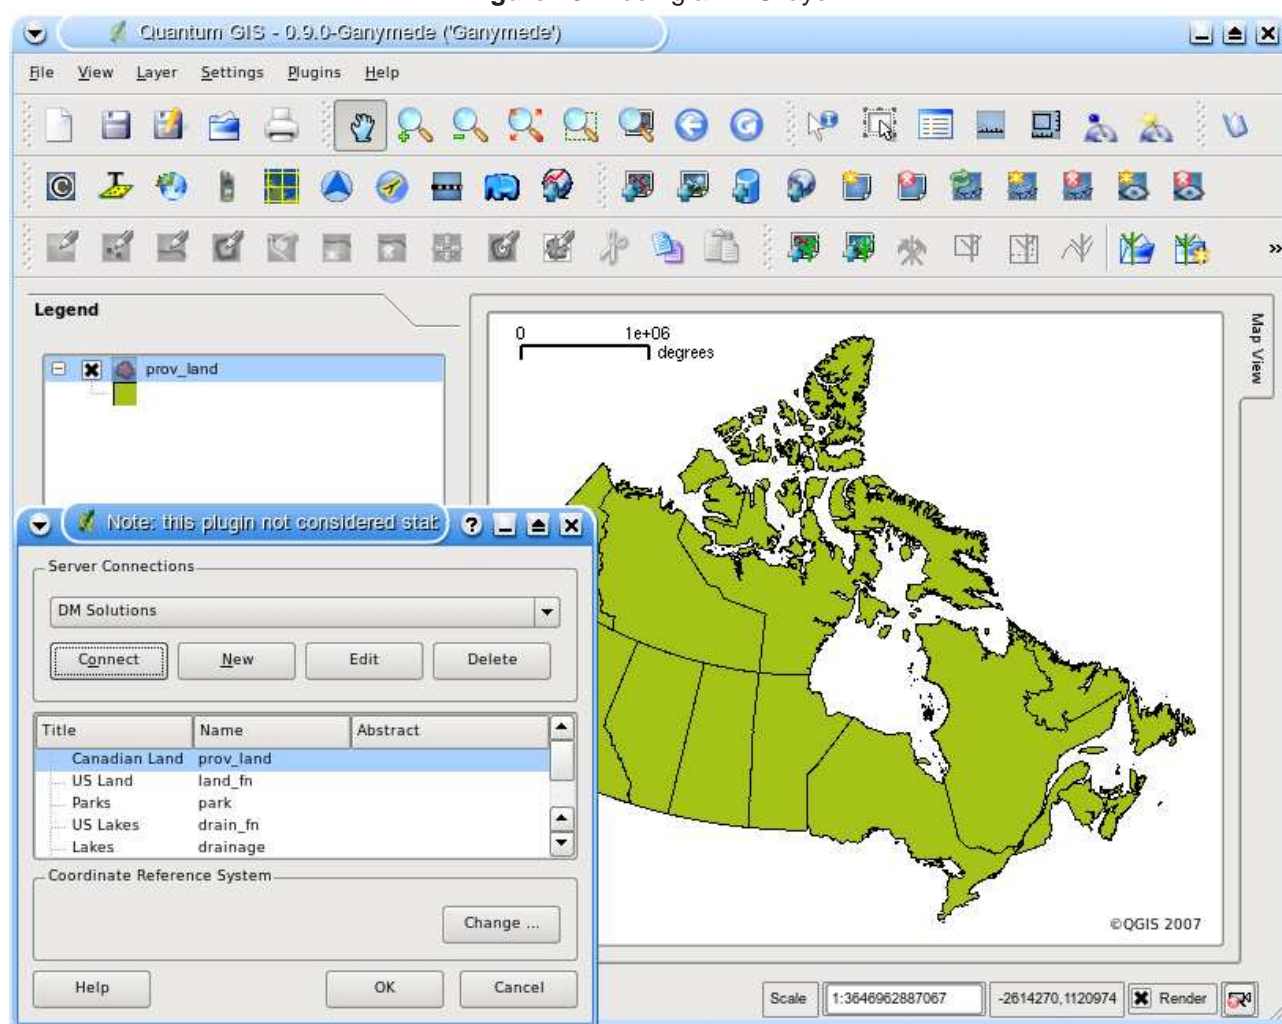 Quantum GIS - 0.9.0-Ganymede ('Ganymede')
File View Layer Settings Plugins Help
Legend
prov_land
0 1e+06
degrees
Map View
Note: this plugin not considered stab
Server Connections
DM Solutions
Connect New Edit Delete
Title Name Abstract
Canadian Land prov_land
US Land land_fn
Parks park
US Lakes drain_fn
Lakes drainage
Coordinate Reference System
Change ...
Help OK Cancel
©QGIS 2007
Scale 1:3646962887067 -2614270,1120974 Render